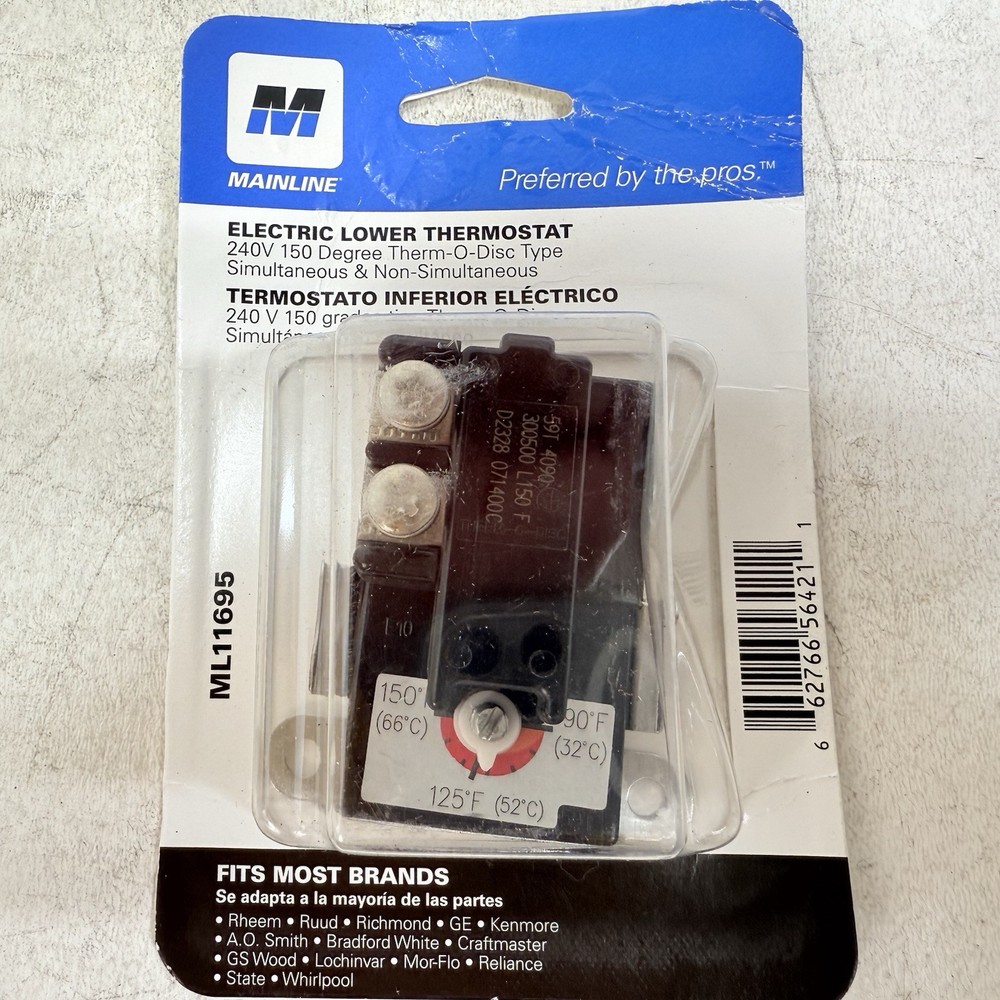 M
MAINLINE®
Preferred by the pros.™
ELECTRIC LOWER THERMOSTAT
240V 150 Degree Therm-O-Disc Type
Simultaneous & Non-Simultaneous
TERMOSTATO INFERIOR ELÉCTRICO
240 V 150
59T 4090
300500 L150 F
D2328 071400C
L10
ML11695
6 62766 56421 1
150°
(66°C)
90°F
(32°C)
125°F (52°C)
FITS MOST BRANDS
Se adapta a la mayoría de las partes
• Rheem • Ruud • Richmond • GE • Kenmore
• A.O. Smith • Bradford White • Craftmaster
• GS Wood • Lochinvar • Mor-Flo • Reliance
• State • Whirlpool